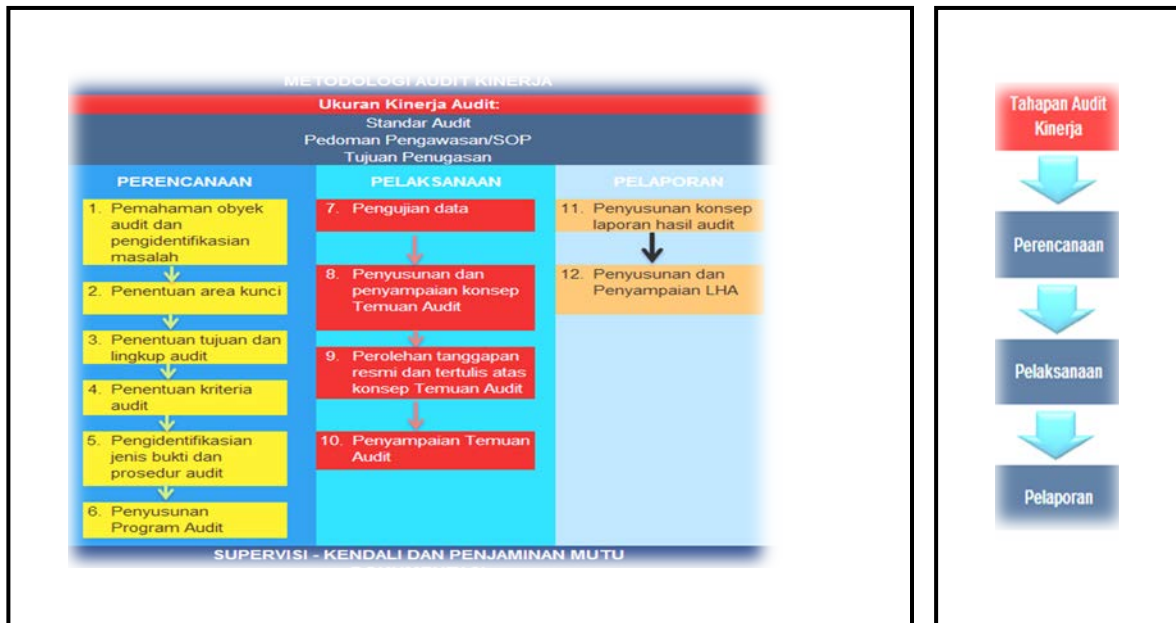 METODOLOGI AUDIT KINERJA
Ukuran Kinerja Audit:
Standar Audit
Pedoman Pengawasan/SOP
Tujuan Penugasan
PERENCANAAN
1. Pemahaman obyek
audit dan
pengidentifikasian
masalah
2. Penentuan area kunci
3. Penentuan tujuan dan
lingkup audit
4. Penentuan kriteria
audit
5. Pengidentifikasian
jenis bukti dan
prosedur audit
6. Penyusunan
Program Audit
PELAKSANAAN
7. Pengujian data
8. Penyusunan dan
penyampaian konsep
Temuan Audit
9. Perolehan tanggapan
resmi dan tertulis atas
konsep Temuan Audit
10. Penyampaian Temuan
Audit
PELAPORAN
11. Penyusunan konsep
laporan hasil audit
12. Penyusunan dan
Penyampaian LHA
SUPERVISI - KENDALI DAN PENJAMINAN MUTU
Tahapan Audit
Kinerja
Perencanaan
Pelaksanaan
Pelaporan